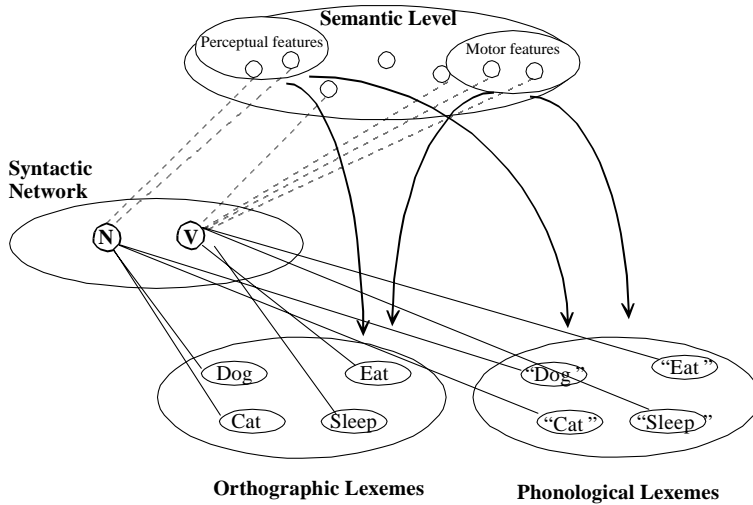 Semantic Level
Perceptual features
Motor features
Syntactic
Network
N
V
Dog
Eat
Cat
Sleep
“Dog”
“Eat”
“Cat”
“Sleep”
Orthographic Lexemes
Phonological Lexemes